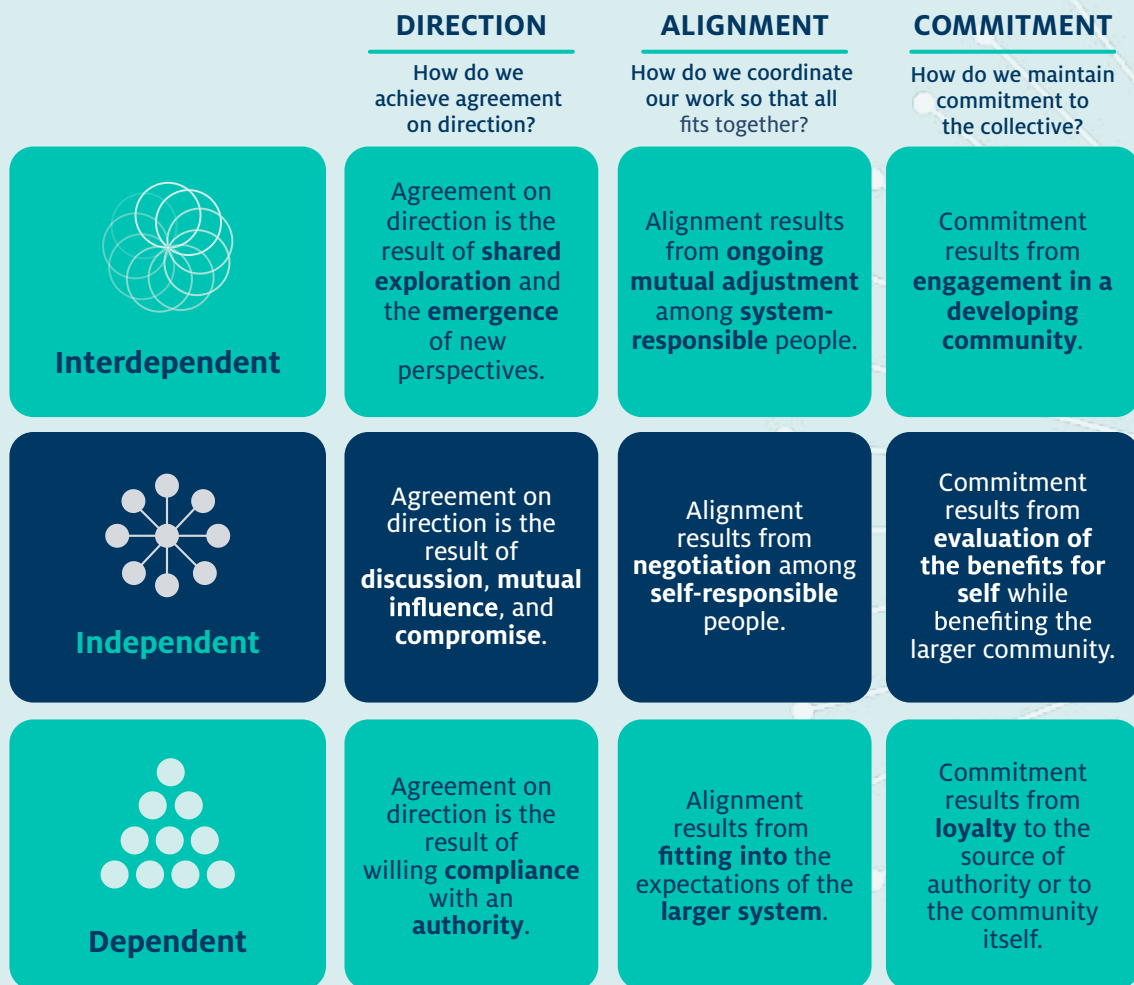 DIRECTION
How do we
achieve agreement
on direction?
ALIGNMENT
How do we coordinate
our work so that all
fits together?
COMMITMENT
How do we maintain
commitment to
the collective?
Interdependent
Agreement on
direction is the
result of shared
exploration and
the emergence
of new
perspectives.
Alignment results
from ongoing
mutual adjustment
among system-
responsible people.
Commitment
results from
engagement in a
developing
community.
Independent
Agreement on
direction is the
result of
discussion, mutual
influence, and
compromise.
Alignment
results from
negotiation among
self-responsible
people.
Commitment
results from
evaluation of
the benefits for
self while
benefiting the
larger community.
Dependent
Agreement on
direction is the
result of
willing compliance
with an
authority.
Alignment
results from
fitting into the
expectations of the
larger system.
Commitment
results from
loyalty to the
source of
authority or to
the community
itself.